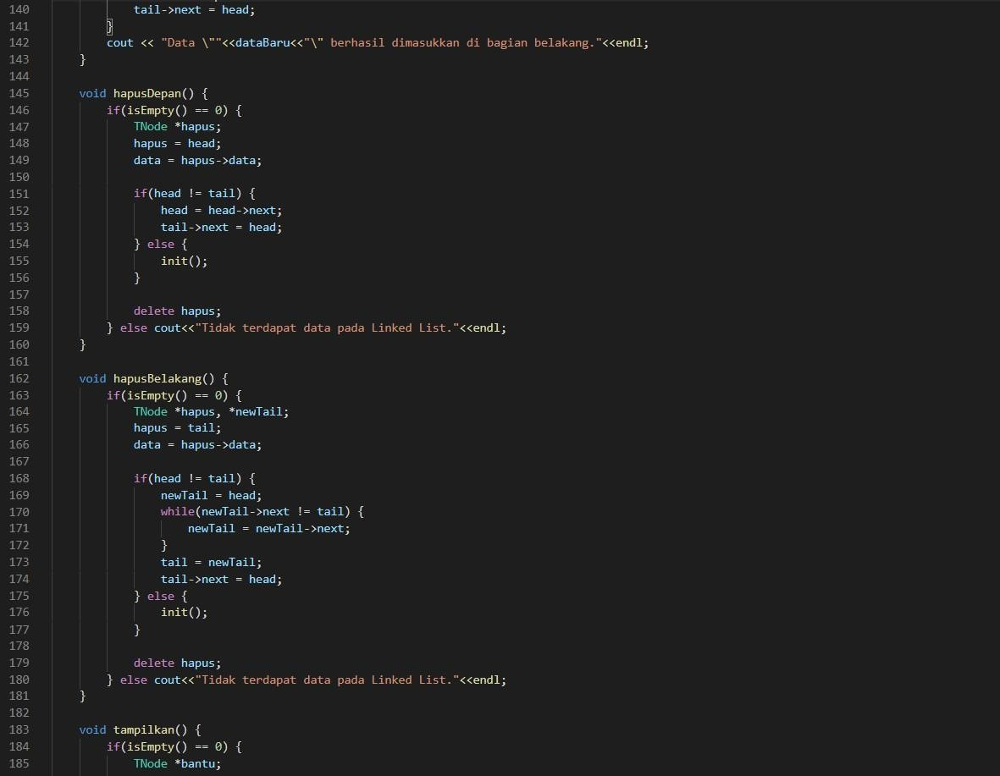 140 tail->next = head;
141 }
142 cout << "Data \""<<dataBaru<<"\" berhasil dimasukkan di bagian belakang."<<endl;
143 }
144
145 void hapusDepan() {
146 if(isEmpty() == 0) {
147 TNode *hapus;
148 hapus = head;
149 data = hapus->data;
150
151 if(head != tail) {
152 head = head->next;
153 tail->next = head;
154 } else {
155 init();
156 }
157
158 delete hapus;
159 } else cout<<"Tidak terdapat data pada Linked List."<<endl;
160 }
161
162 void hapusBelakang() {
163 if(isEmpty() == 0) {
164 TNode *hapus, *newTail;
165 hapus = tail;
166 data = hapus->data;
167
168 if(head != tail) {
169 newTail = head;
170 while(newTail->next != tail) {
171 newTail = newTail->next;
172 }
173 tail = newTail;
174 tail->next = head;
175 } else {
176 init();
177 }
178
179 delete hapus;
180 } else cout<<"Tidak terdapat data pada Linked List."<<endl;
181 }
182
183 void tampilkan() {
184 if(isEmpty() == 0) {
185 TNode *bantu;